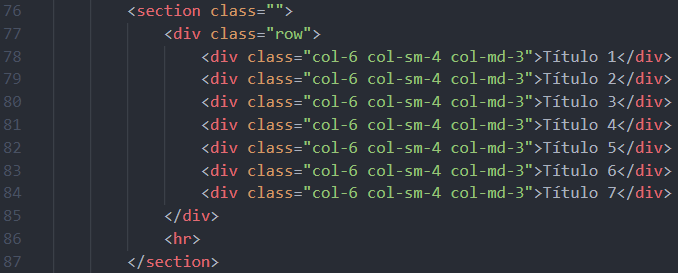 76 <section class="">
77 <div class="row">
78 <div class="col-6 col-sm-4 col-md-3">Título 1</div>
79 <div class="col-6 col-sm-4 col-md-3">Título 2</div>
80 <div class="col-6 col-sm-4 col-md-3">Título 3</div>
81 <div class="col-6 col-sm-4 col-md-3">Título 4</div>
82 <div class="col-6 col-sm-4 col-md-3">Título 5</div>
83 <div class="col-6 col-sm-4 col-md-3">Título 6</div>
84 <div class="col-6 col-sm-4 col-md-3">Título 7</div>
85 </div>
86 <hr>
87 </section>